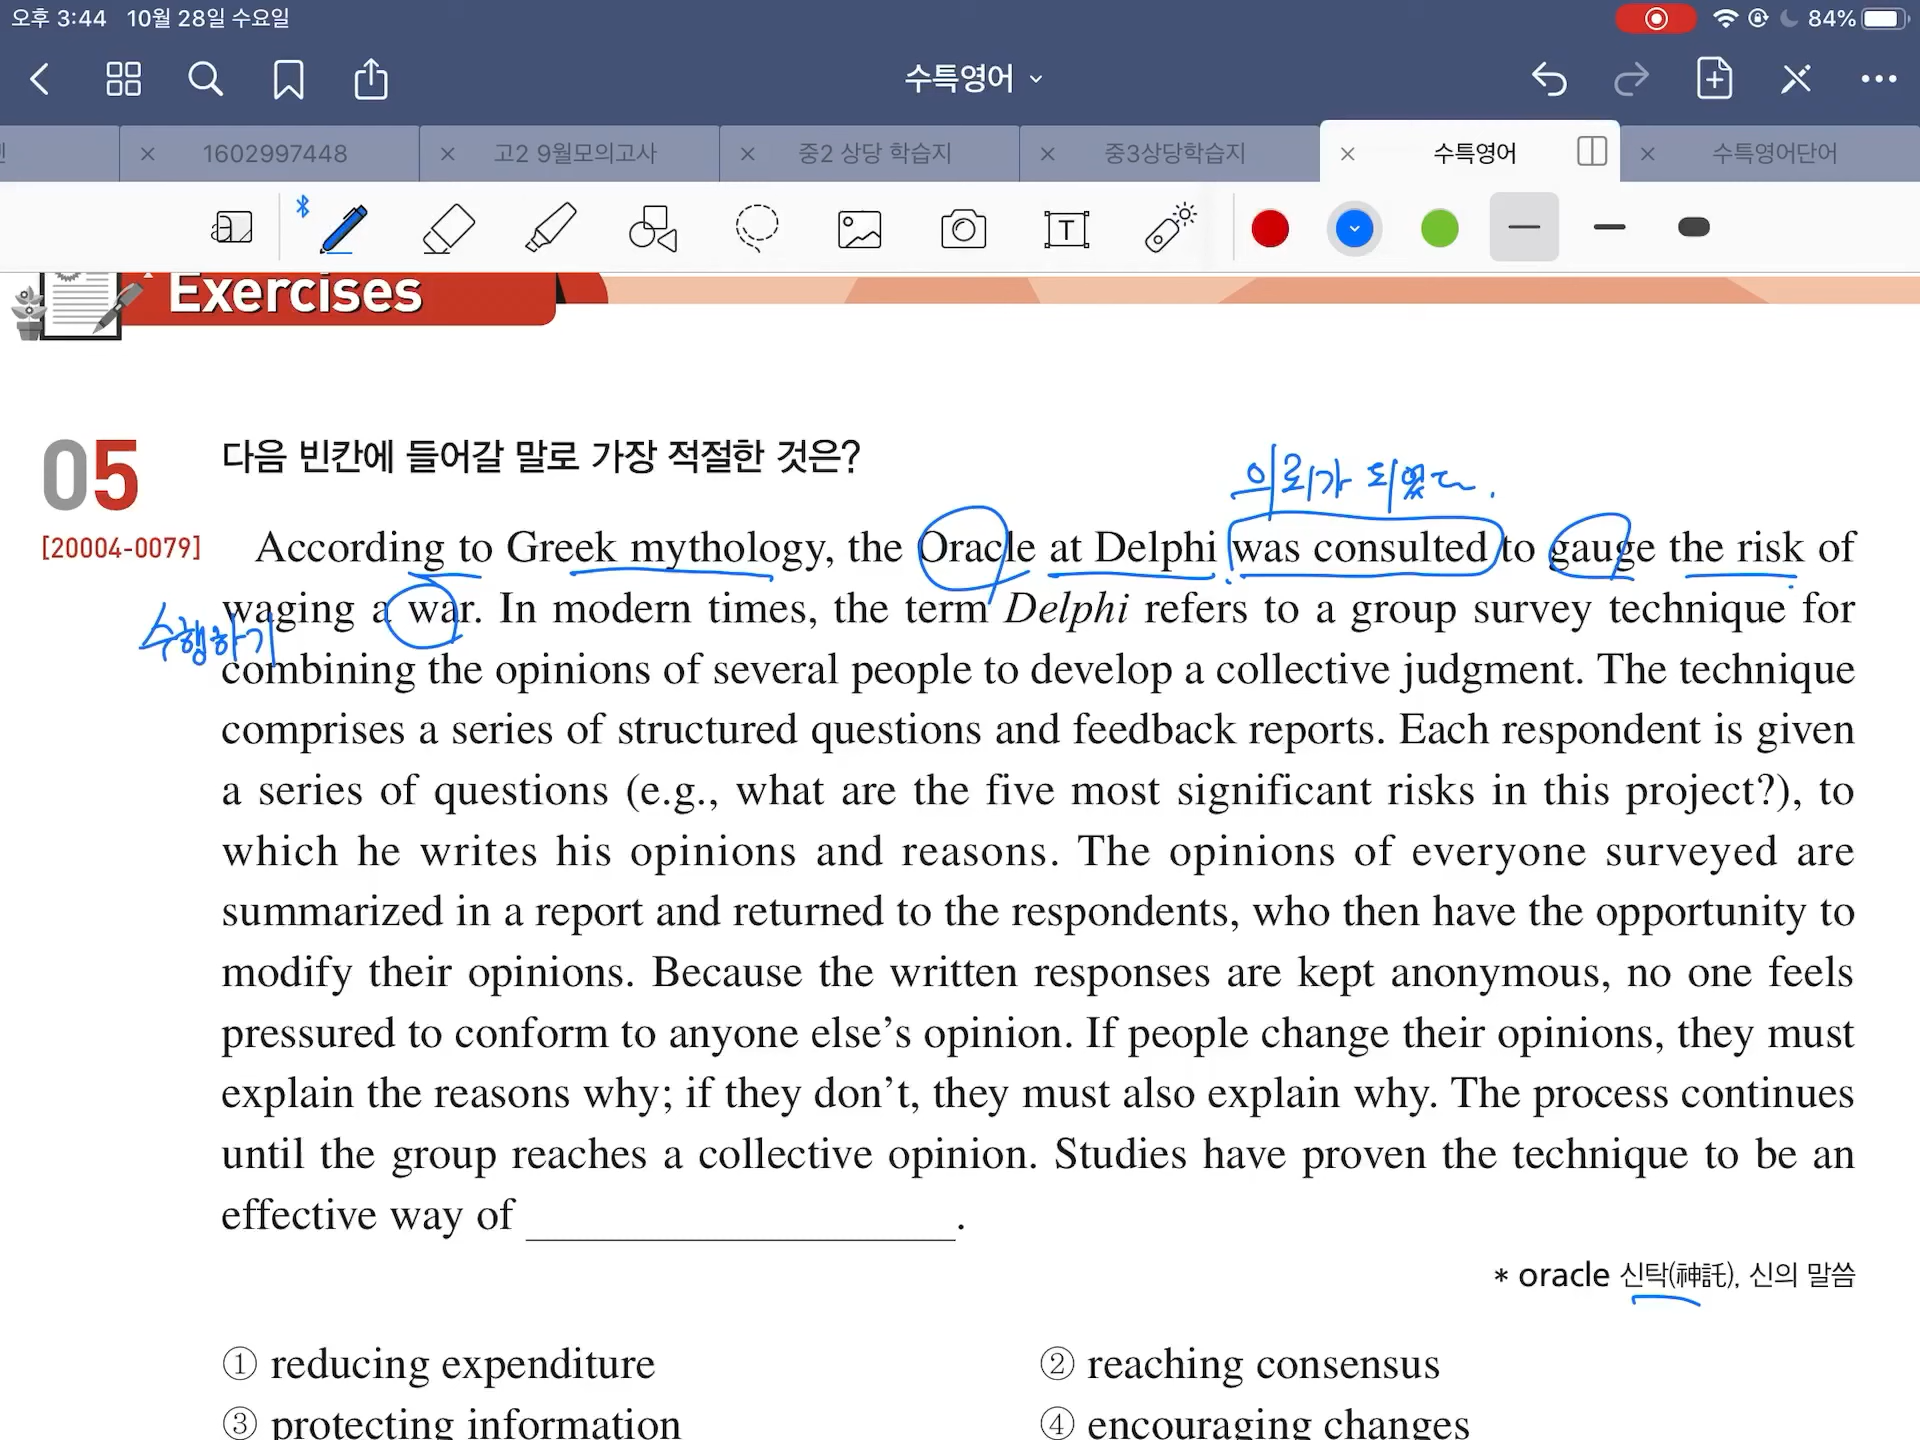 오후 3:44 10월 28일 수요일 84%
수특영어
1602997448 고2 9월모의고사 중2 상당 학습지 중3상당학습지 수특영어 수특영어단어
T
Exercises
05 다음 빈칸에 들어갈 말로 가장 적절한 것은?
의뢰가 되었다.
[20004-0079] According to Greek mythology, the Oracle at Delphi was consulted to gauge the risk of
waging a war. In modern times, the term Delphi refers to a group survey technique for
수행하기
combining the opinions of several people to develop a collective judgment. The technique
comprises a series of structured questions and feedback reports. Each respondent is given
a series of questions (e.g., what are the five most significant risks in this project?), to
which he writes his opinions and reasons. The opinions of everyone surveyed are
summarized in a report and returned to the respondents, who then have the opportunity to
modify their opinions. Because the written responses are kept anonymous, no one feels
pressured to conform to anyone else's opinion. If people change their opinions, they must
explain the reasons why; if they don't, they must also explain why. The process continues
until the group reaches a collective opinion. Studies have proven the technique to be an
effective way of ____________________.
* oracle 신탁(神託), 신의 말씀
① reducing expenditure ② reaching consensus
③ protecting information ④ encouraging changes